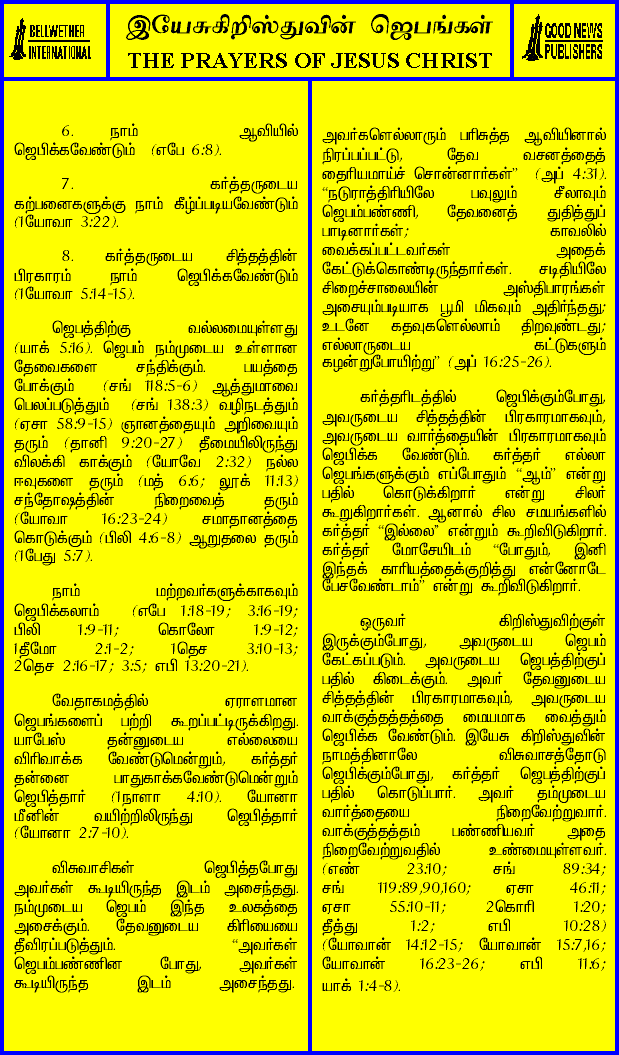 BELLWETHER
INTERNATIONAL
இயேசுகிறிஸ்துவின் ஜெபங்கள்
THE PRAYERS OF JESUS CHRIST
GOOD NEWS
PUBLISHERS
6. நாம் ஆவியில்
ஜெபிக்கவேண்டும் (எபே 6:8).
7. கர்த்தருடைய
கற்பனைகளுக்கு நாம் கீழ்ப்படியவேண்டும்
(1யோவா 3:22).
8. கர்த்தருடைய சித்தத்தின்
பிரகாரம் நாம் ஜெபிக்கவேண்டும்
(1யோவா 5:14-15).
ஜெபத்திற்கு வல்லமையுள்ளது
(யாக் 5:16). ஜெபம் நம்முடைய உள்ளான
தேவைகளை சந்திக்கும். பயத்தை
போக்கும் (சங் 118:5-6) ஆத்துமாவை
பெலப்படுத்தும் (சங் 138:3) வழிநடத்தும்
(ஏசா 58:9-15) ஞானத்தையும் அறிவையும்
தரும் (தானி 9:20-27) தீமையிலிருந்து
விலக்கி காக்கும் (யோவே 2:32) நல்ல
ஈவுகளை தரும் (மத் 6:6; லூக் 11:13)
சந்தோஷத்தின் நிறைவைத் தரும்
(யோவா 16:23-24) சமாதானத்தை
கொடுக்கும் (பிலி 4:6-8) ஆறுதலை தரும்
(1பேது 5:7).
நாம் மற்றவர்களுக்காகவும்
ஜெபிக்கலாம் (எபே 1:18-19; 3:16-19;
பிலி 1:9-11; கொலோ 1:9-12;
1தீமோ 2:1-2; 1தெச 3:10-13;
2தெச 2:16-17; 3:5; எபி 13:20-21).
வேதாகமத்தில் ஏராளமான
ஜெபங்களைப் பற்றி கூறப்பட்டிருக்கிறது.
யாபேஸ் தன்னுடைய எல்லையை
விரிவாக்க வேண்டுமென்றும், கர்த்தர்
தன்னை பாதுகாக்கவேண்டுமென்றும்
ஜெபித்தார் (1நாளா 4:10). யோனா
மீனின் வயிற்றிலிருந்து ஜெபித்தார்
(யோனா 2:7-10).
விசுவாசிகள் ஜெபித்தபோது
அவர்கள் கூடியிருந்த இடம் அசைந்தது.
நம்முடைய ஜெபம் இந்த உலகத்தை
அசைக்கும். தேவனுடைய கிரியையை
தீவிரப்படுத்தும். “அவர்கள்
ஜெபம்பண்ணின போது, அவர்கள்
கூடியிருந்த இடம் அசைந்தது.
அவர்களெல்லாரும் பரிசுத்த ஆவியினால்
நிரப்பப்பட்டு, தேவ வசனத்தைத்
தைரியமாய்ச் சொன்னார்கள்” (அப் 4:31).
“நடுராத்திரியிலே பவுலும் சீலாவும்
ஜெபம்பண்ணி, தேவனைத் துதித்துப்
பாடினார்கள்; காவலில்
வைக்கப்பட்டவர்கள் அதைக்
கேட்டுக்கொண்டிருந்தார்கள். சடிதியிலே
சிறைச்சாலையின் அஸ்திபாரங்கள்
அசையும்படியாக பூமி மிகவும் அதிர்ந்தது;
உடனே கதவுகளெல்லாம் திறவுண்டது;
எல்லாருடைய கட்டுகளும்
கழன்றுபோயிற்று” (அப் 16:25-26).
கர்த்தரிடத்தில் ஜெபிக்கும்போது,
அவருடைய சித்தத்தின் பிரகாரமாகவும்,
அவருடைய வார்த்தையின் பிரகாரமாகவும்
ஜெபிக்க வேண்டும். கர்த்தர் எல்லா
ஜெபங்களுக்கும் எப்போதும் “ஆம்” என்று
பதில் கொடுக்கிறார் என்று சிலர்
கூறுகிறார்கள். ஆனால் சில சமயங்களில்
கர்த்தர் “இல்லை” என்றும் கூறிவிடுகிறார்.
கர்த்தர் மோசேயிடம் “போதும், இனி
இந்தக் காரியத்தைக்குறித்து என்னோடே
பேசவேண்டாம்” என்று கூறிவிடுகிறார்.
ஒருவர் கிறிஸ்துவிற்குள்
இருக்கும்போது, அவருடைய ஜெபம்
கேட்கப்படும். அவருடைய ஜெபத்திற்குப்
பதில் கிடைக்கும். அவர் தேவனுடைய
சித்தத்தின் பிரகாரமாகவும், அவருடைய
வாக்குத்தத்தத்தை மையமாக வைத்தும்
ஜெபிக்க வேண்டும். இயேசு கிறிஸ்துவின்
நாமத்தினாலே விசுவாசத்தோடு
ஜெபிக்கும்போது, கர்த்தர் ஜெபத்திற்குப்
பதில் கொடுப்பார். அவர் தம்முடைய
வார்த்தையை நிறைவேற்றுவார்.
வாக்குத்தத்தம் பண்ணியவர் அதை
நிறைவேற்றுவதில் உண்மையுள்ளவர்.
(எண் 23:10; சங் 89:34;
சங் 119:89,90,160; ஏசா 46:11;
ஏசா 55:10-11; 2கொரி 1:20;
தீத்து 1:2; எபி 10:28)
(யோவான் 14:12-15; யோவான் 15:7,16;
யோவான் 16:23-26; எபி 11:6;
யாக் 1:4-8).